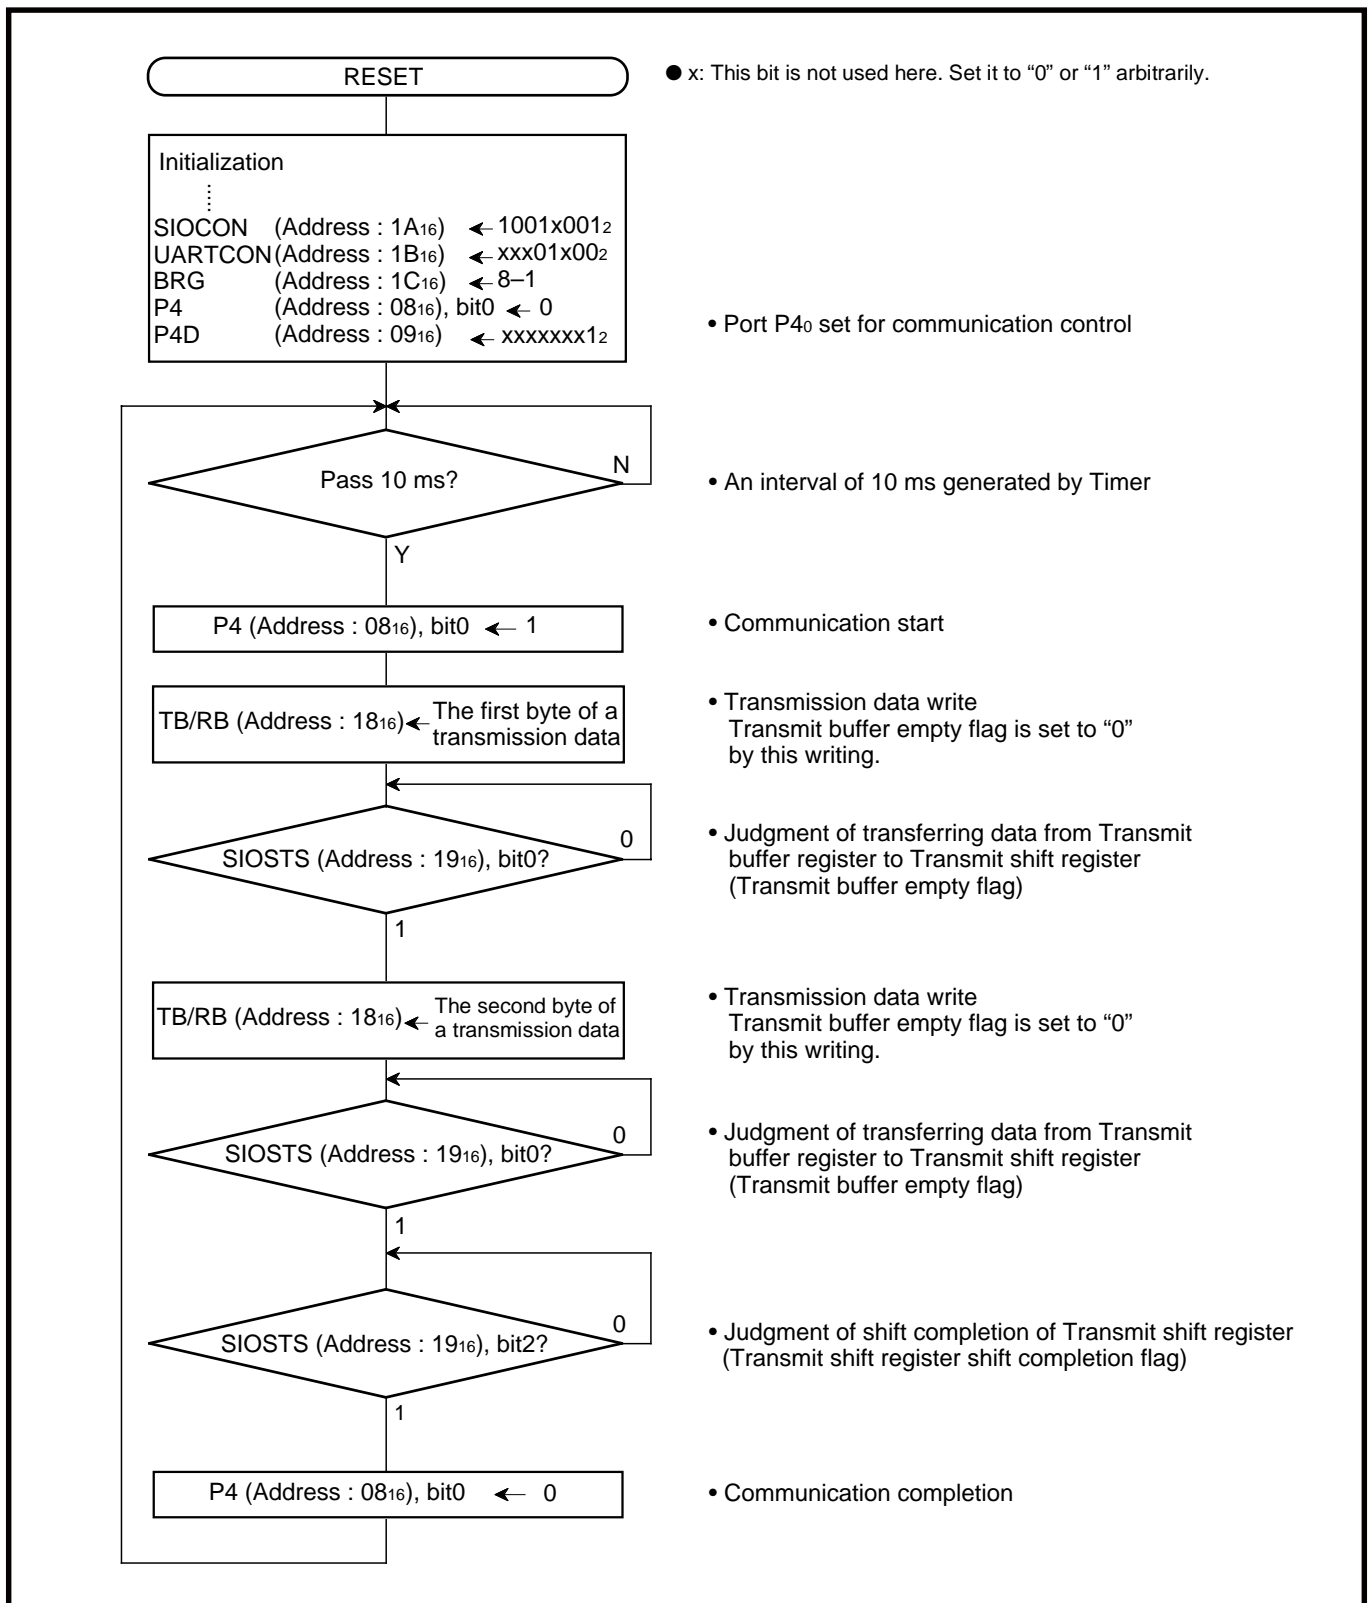 RESET
● x: This bit is not used here. Set it to “0” or “1” arbitrarily.
Initialization
SIOCON (Address : 1A16) ← 1001x0012
UARTCON (Address : 1B16) ← xxx01x002
BRG (Address : 1C16) ← 8–1
P4 (Address : 0816), bit0 ← 0
P4D (Address : 0916) ← xxxxxxx12
• Port P40 set for communication control
Pass 10 ms?
N
Y
• An interval of 10 ms generated by Timer
P4 (Address : 0816), bit0 ← 1
• Communication start
TB/RB (Address : 1816) ← The first byte of a
transmission data
• Transmission data write
Transmit buffer empty flag is set to “0”
by this writing.
SIOSTS (Address : 1916), bit0?
0
1
• Judgment of transferring data from Transmit
buffer register to Transmit shift register
(Transmit buffer empty flag)
TB/RB (Address : 1816) ← The second byte of
a transmission data
• Transmission data write
Transmit buffer empty flag is set to “0”
by this writing.
SIOSTS (Address : 1916), bit0?
0
1
• Judgment of transferring data from Transmit
buffer register to Transmit shift register
(Transmit buffer empty flag)
SIOSTS (Address : 1916), bit2?
0
1
• Judgment of shift completion of Transmit shift register
(Transmit shift register shift completion flag)
P4 (Address : 0816), bit0 ← 0
• Communication completion